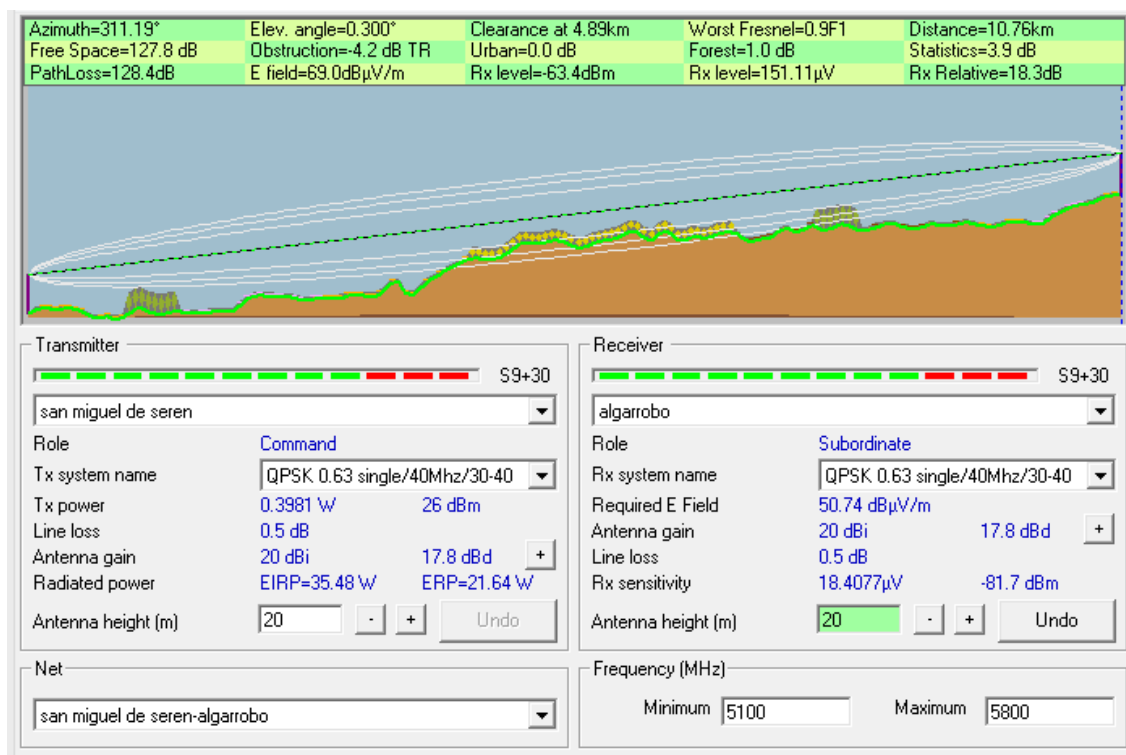 Azimuth=311.19° Elev. angle=0.300° Clearance at 4.89km Worst Fresnel=0.9F1 Distance=10.76km
Free Space=127.8 dB Obstruction=-4.2 dB TR Urban=0.0 dB Forest=1.0 dB Statistics=3.9 dB
PathLoss=128.4dB E field=69.0dBµV/m Rx level=-63.4dBm Rx level=151.11µV Rx Relative=18.3dB
Transmitter
S9+30
san miguel de seren
Role Command
Tx system name QPSK 0.63 single/40Mhz/30-40
Tx power 0.3981 W 26 dBm
Line loss 0.5 dB
Antenna gain 20 dBi 17.8 dBd +
Radiated power EIRP=35.48 W ERP=21.64 W
Antenna height (m) 20 - + Undo
Receiver
S9+30
algarrobo
Role Subordinate
Rx system name QPSK 0.63 single/40Mhz/30-40
Required E Field 50.74 dBµV/m
Antenna gain 20 dBi 17.8 dBd +
Line loss 0.5 dB
Rx sensitivity 18.4077µV -81.7 dBm
Antenna height (m) 20 - + Undo
Net
san miguel de seren-algarrobo
Frequency (MHz)
Minimum 5100 Maximum 5800